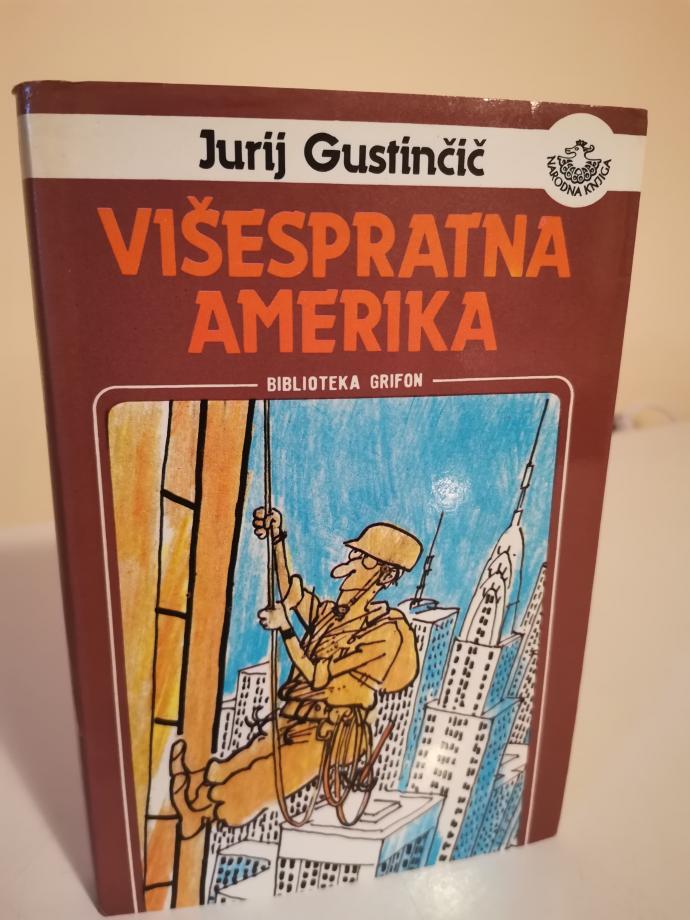 Jurij Gustinčič
NARODNA KNJIGA
VIŠESPRATNA
AMERIKA
BIBLIOTEKA GRIFON